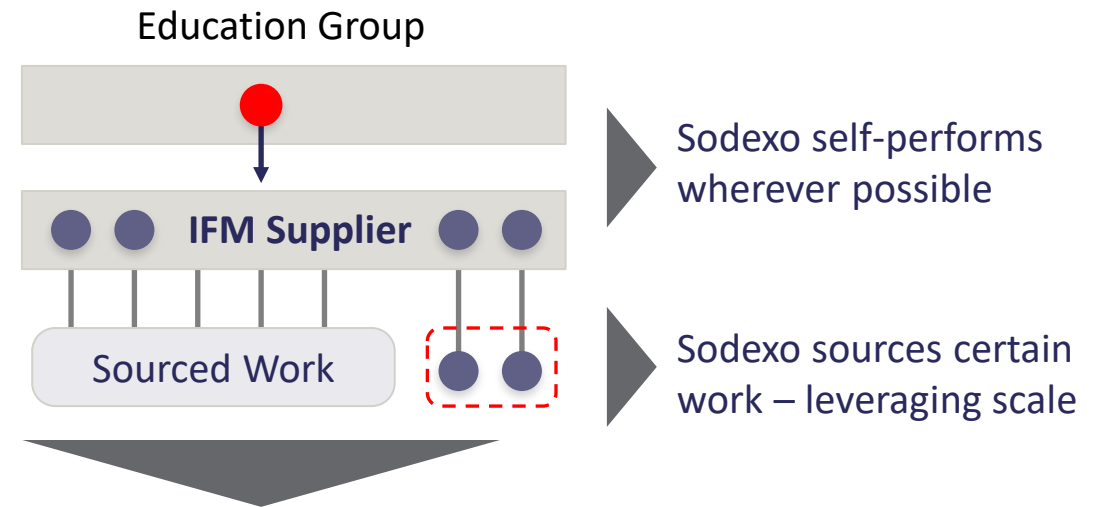 Education Group
IFM Supplier
Sourced Work
Sodexo self-performs
wherever possible
Sodexo sources certain
work – leveraging scale